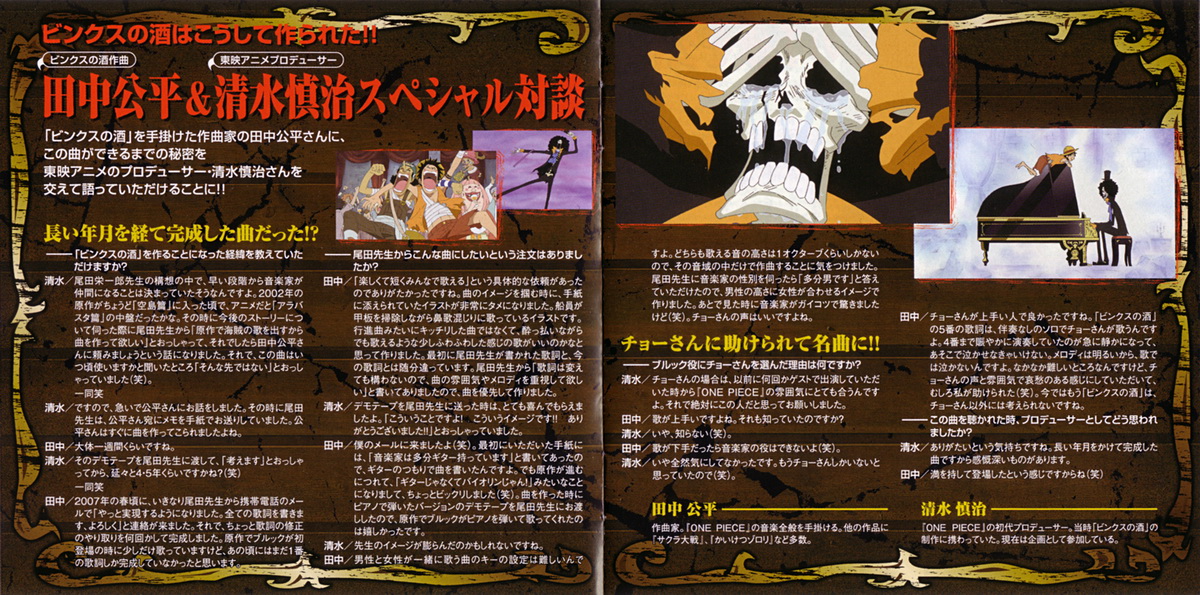 ビンクスの酒はこうして作られた!!
ビンクスの酒作曲
東映アニメプロデューサー
田中公平&清水慎治スペシャル対談
「ビンクスの酒」を手掛けた作曲家の田中公平さんに、
この曲ができるまでの秘密を
東映アニメのプロデューサー・清水慎治さんを
交えて語っていただけることに!!
長い年月を経て完成した曲だった!?
――「ビンクスの酒」を作ることになった経緯を教えていた
だけますか?
清水／尾田栄一郎先生の構想の中で、早い段階から音楽家が
仲間になることは決まっていたそうなんですよ。2002年の
原作がちょうど「空島篇」に入った頃で、アニメだと「アラバ
スタ篇」の中盤だったかな。その時に今後のストーリーにつ
いて伺った際に尾田先生から「原作で海賊の歌を出すから
曲を作って欲しい」とおっしゃって、それでしたら田中公平さ
んに頼みましょうという話になりました。それで、この曲はい
つ頃使いますかと聞いたところ「そんな先ではない」とおっし
ゃっていました(笑)。
一同笑
清水／ですので、急いで公平さんにお話をしました。その時に尾田
先生は、公平さん宛にメモを手紙でお送りしていました。公
平さんはすぐに曲を作ってこられましたよね。
田中／大体一週間くらいですね。
清水／そのデモテープを尾田先生に渡して、「考えます」とおっしゃ
ってから、延々と4・5年くらいですかね?(笑)
一同笑
田中／2007年の春頃に、いきなり尾田先生から携帯電話のメー
ルで「やっと実現するようになりました。全ての歌詞を書きま
す、よろしく」と連絡が来ました。それで、ちょっと歌詞の修正
のやり取りを何回かして完成しました。原作でブルックが初
登場の時に少しだけ歌っていますけど、あの頃にはまだ1番
の歌詞しか完成していなかったと思います。
――尾田先生からこんな曲にしたいという注文はありまし
たか?
田中／「楽しくて短くみんなで歌える」という具体的な依頼があった
のでありがたかったですね。曲のイメージを掴むに、手紙
に添えられていたイラストが非常に参考になりました。船員が
甲板を掃除しながら鼻歌混じりに歌っているイラストです。
行進曲みたいにキッチリした曲ではなくて、酔っ払いながら
でも歌えるような少しふわふわした感じの歌がいいのかなと
思って作りました。最初に尾田先生が書かれた歌詞と、今
の歌詞とは随分違っています。尾田先生から「歌詞は変え
ても構わないので、曲の雰囲気やメロディを重視して欲し
い」と書いてありましたので、曲を優先して作りました。
清水／デモテープを尾田先生に送った時は、とても喜んでもらえま
したよ。「こういうことですよ!・こういうイメージです!!　あり
がとうございました!!」とおっしゃっていました。
田中／僕のメールに来ましたよ(笑)。最初にいただいた手紙に
は、「音楽家は多分ギター持っています」と書いてあったの
で、ギターのつもりで曲を書いたんですよ。でも原作が進む
につれて、「ギターじゃなくてバイオリンじゃん!」みたいなこと
になりまして、ちょっとビックリしました(笑)。曲を作った時に
ピアノで弾いたバージョンのデモテープを尾田先生にお渡
ししたので、原作でブルックがピアノを弾いて歌ってくれたの
は嬉しかったです。
清水／先生のイメージが膨らんだのかもしれないですね。
田中／男性と女性が一緒に歌う曲のキーの設定は難しいんで
すよ。どちらも歌える音の高さは1オクターブくらいしかない
ので、その音域の中だけで作曲することに気をつけました。
尾田先生に音楽家の性別を伺ったら「多分男です」と答え
ていただけたので、男性の高さに女性が合わせるイメージで
作りました。あとで見た時に音楽家がガイコツで驚きました
けど(笑)。チョーさんの声はいいですよね。
チョーさんに助けられて名曲に!!
――ブルック役にチョーさんを選んだ理由は何ですか?
清水／チョーさんの場合は、以前に何回かゲストで出演していただ
いた時から「ONE PIECE」の雰囲気にとても合うんです
よ。それで絶対にこの人だと思ってお願いしました。
田中／歌が上手いですよね。それも知っていたのですか?
清水／いや、知らない(笑)。
田中／歌が下手だったら音楽家の役はできないよ(笑)。
清水／いや全然気にしてなかったです。もうチョーさんしかいないと
思っていたので(笑)。
田中／チョーさんが上手い人で良かったですね。「ビンクスの酒」
の5番の歌詞は、伴奏なしのソロでチョーさんが歌うんです
よ。4番まで賑やかに演奏していたのが急に静かになって、
あそこで泣かせなきゃいけない。メロディは明るいから、歌で
は泣かないんですよ。なかなか難しいところなんですけど、チ
ョーさんの声と雰囲気で哀愁のある感じにしていただいて、
むしろ私が助けられた(笑)。今ではもう「ビンクスの酒」は、
チョーさん以外には考えられないですね。
――この曲を聴かれた時、プロデューサーとしてどう思われ
ましたか?
清水／ありがたいという気持ちですね。長い年月をかけて完成した
曲ですから感慨深いものがあります。
田中／満を持して登場したという感じですからね(笑)
田中 公平
作曲家。『ONE PIECE』の音楽全般を手掛ける。他の作品に
『サクラ大戦』、『かいけつゾロリ』など多数。
清水 慎治
『ONE PIECE』の初代プロデューサー。当時「ビンクスの酒」の
制作に携わっていた。現在は企画として参加している。